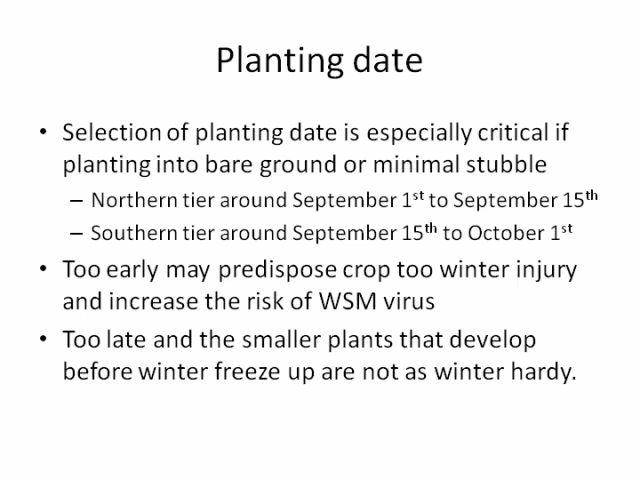 Planting date
• Selection of planting date is especially critical if
planting into bare ground or minimal stubble
– Northern tier around September 1st to September 15th
– Southern tier around September 15th to October 1st
• Too early may predispose crop too winter injury
and increase the risk of WSM virus
• Too late and the smaller plants that develop
before winter freeze up are not as winter hardy.